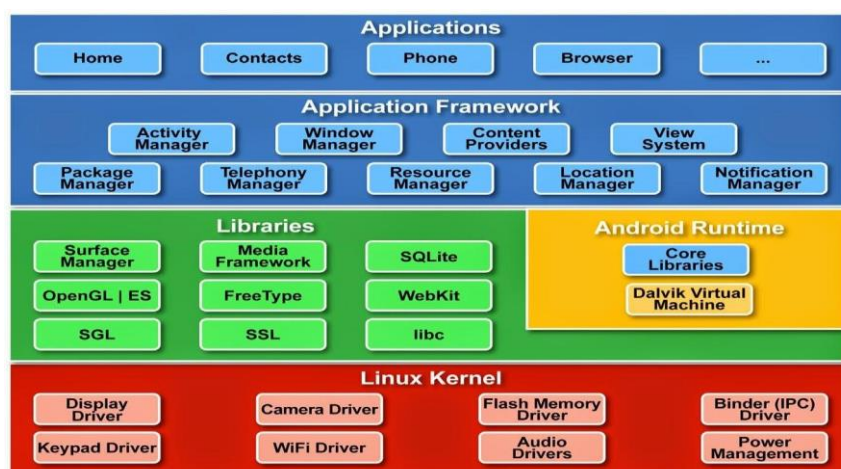 Applications
Home
Contacts
Phone
Browser
...
Application Framework
Activity
Manager
Window
Manager
Content
Providers
View
System
Package
Manager
Telephony
Manager
Resource
Manager
Location
Manager
Notification
Manager
Libraries
Surface
Manager
Media
Framework
SQLite
OpenGL | ES
FreeType
WebKit
SGL
SSL
libc
Android Runtime
Core
Libraries
Dalvik Virtual
Machine
Linux Kernel
Display
Driver
Camera Driver
Flash Memory
Driver
Binder (IPC)
Driver
Keypad Driver
WiFi Driver
Audio
Drivers
Power
Management